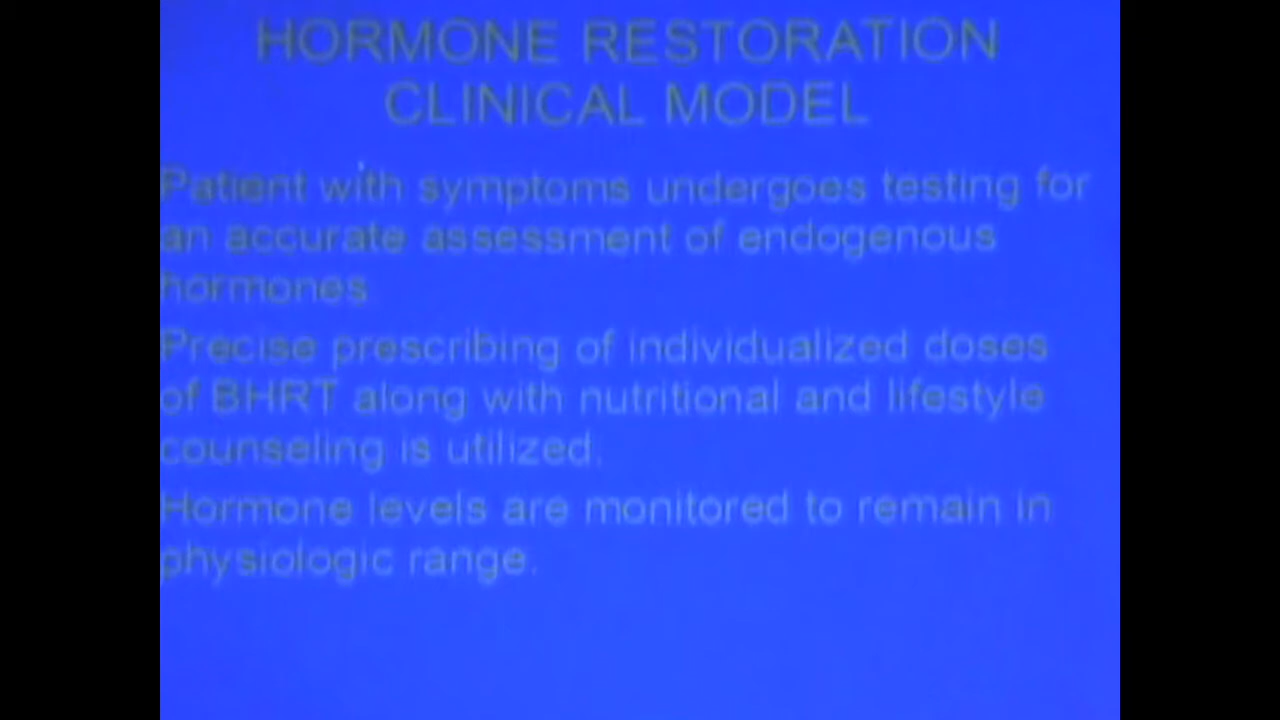 HORMONE RESTORATION
CLINICAL MODEL
Patient with symptoms undergoes testing for
an accurate assessment of endogenous
hormones
Precise prescribing of individualized doses
of BHRT along with nutritional and lifestyle
counseling is utilized.
Hormone levels are monitored to remain in
physiologic range.